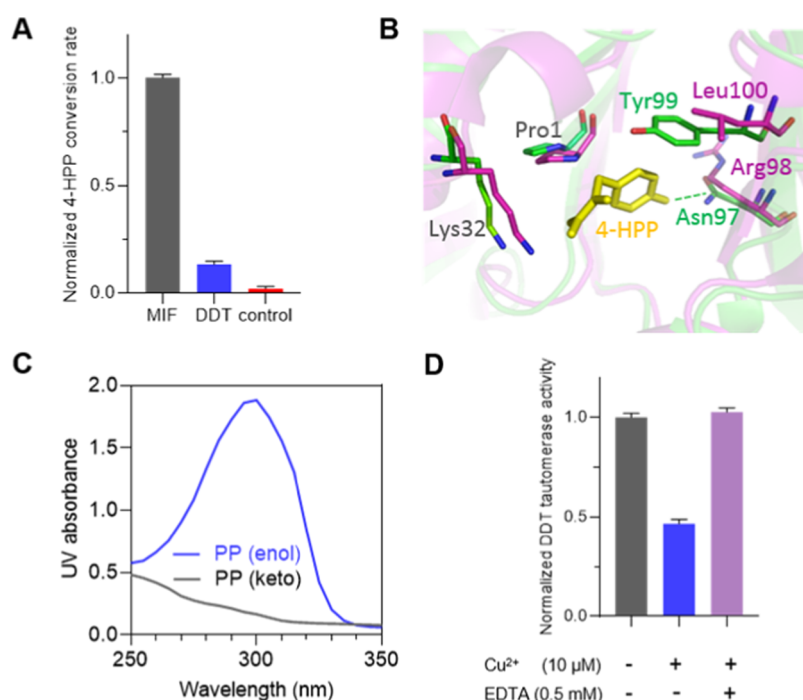 A
Normalized 4-HPP conversion rate
1.0
0.5
0.0
MIF DDT control
B
Leu100
Tyr99
Pro1
Arg98
Lys32
4-HPP
Asn97
C
UV absorbance
2.0
1.5
1.0
0.5
0.0
PP (enol)
PP (keto)
250 300 350
Wavelength (nm)
D
Normalized DDT tautomerase activity
1.0
0.5
0.0
Cu²⁺ (10 µM) - + +
EDTA (0.5 mM) - - +